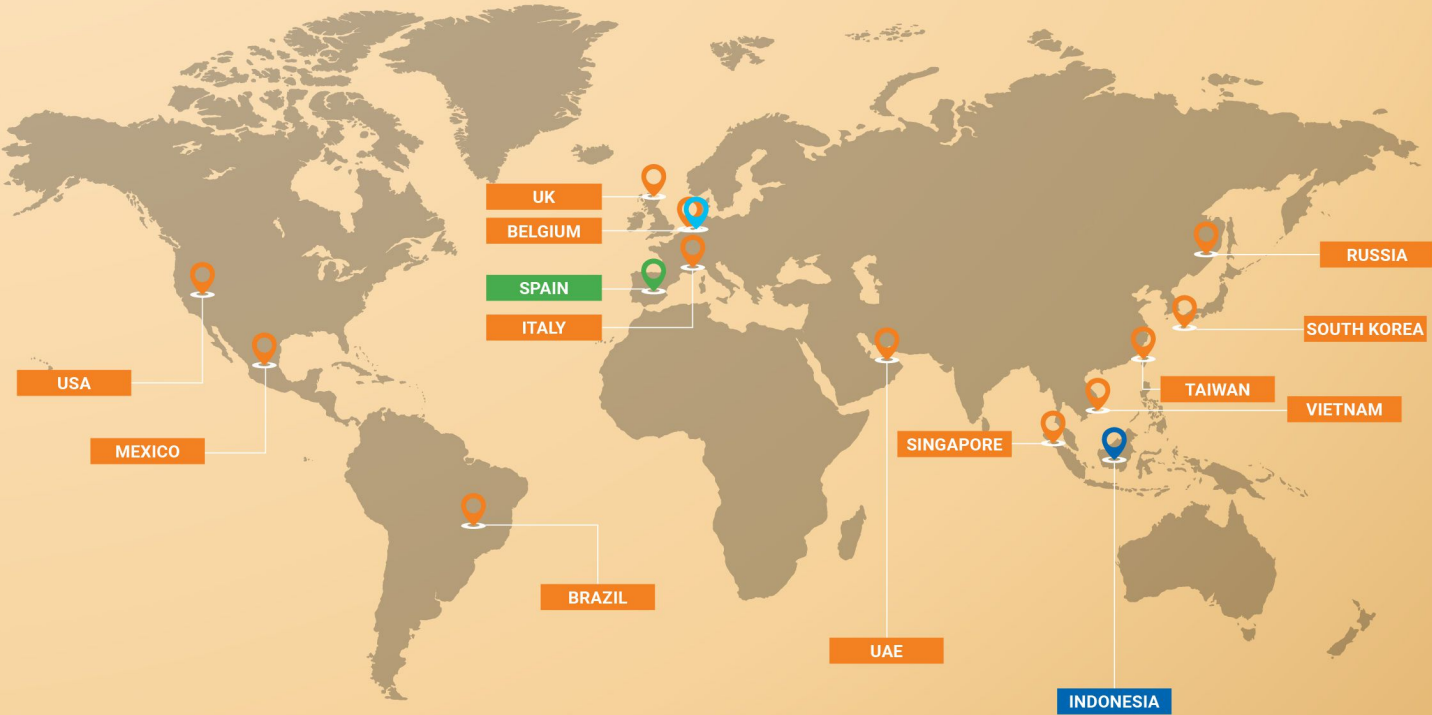 UK
BELGIUM
SPAIN
ITALY
USA
MEXICO
BRAZIL
UAE
RUSSIA
SOUTH KOREA
TAIWAN
VIETNAM
SINGAPORE
INDONESIA